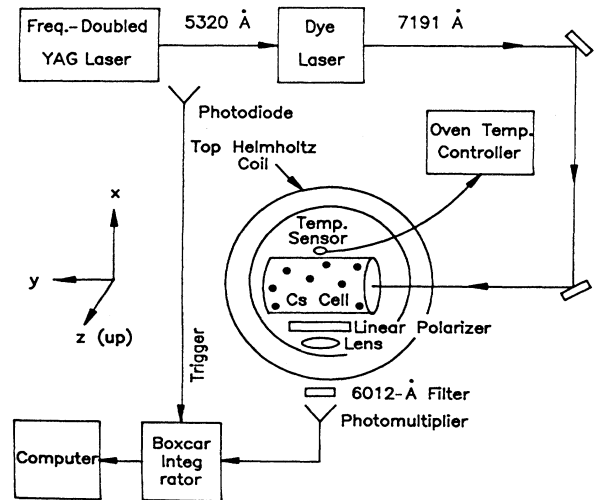 Freq.-Doubled
YAG Laser
5320 Å
Dye
Laser
7191 Å
Photodiode
Top Helmholtz
Coil
Oven Temp.
Controller
Temp.
Sensor
x
y
z (up)
Cs Cell
Linear Polarizer
Lens
Trigger
6012-Å Filter
Photomultiplier
Computer
Boxcar
Integ
rator